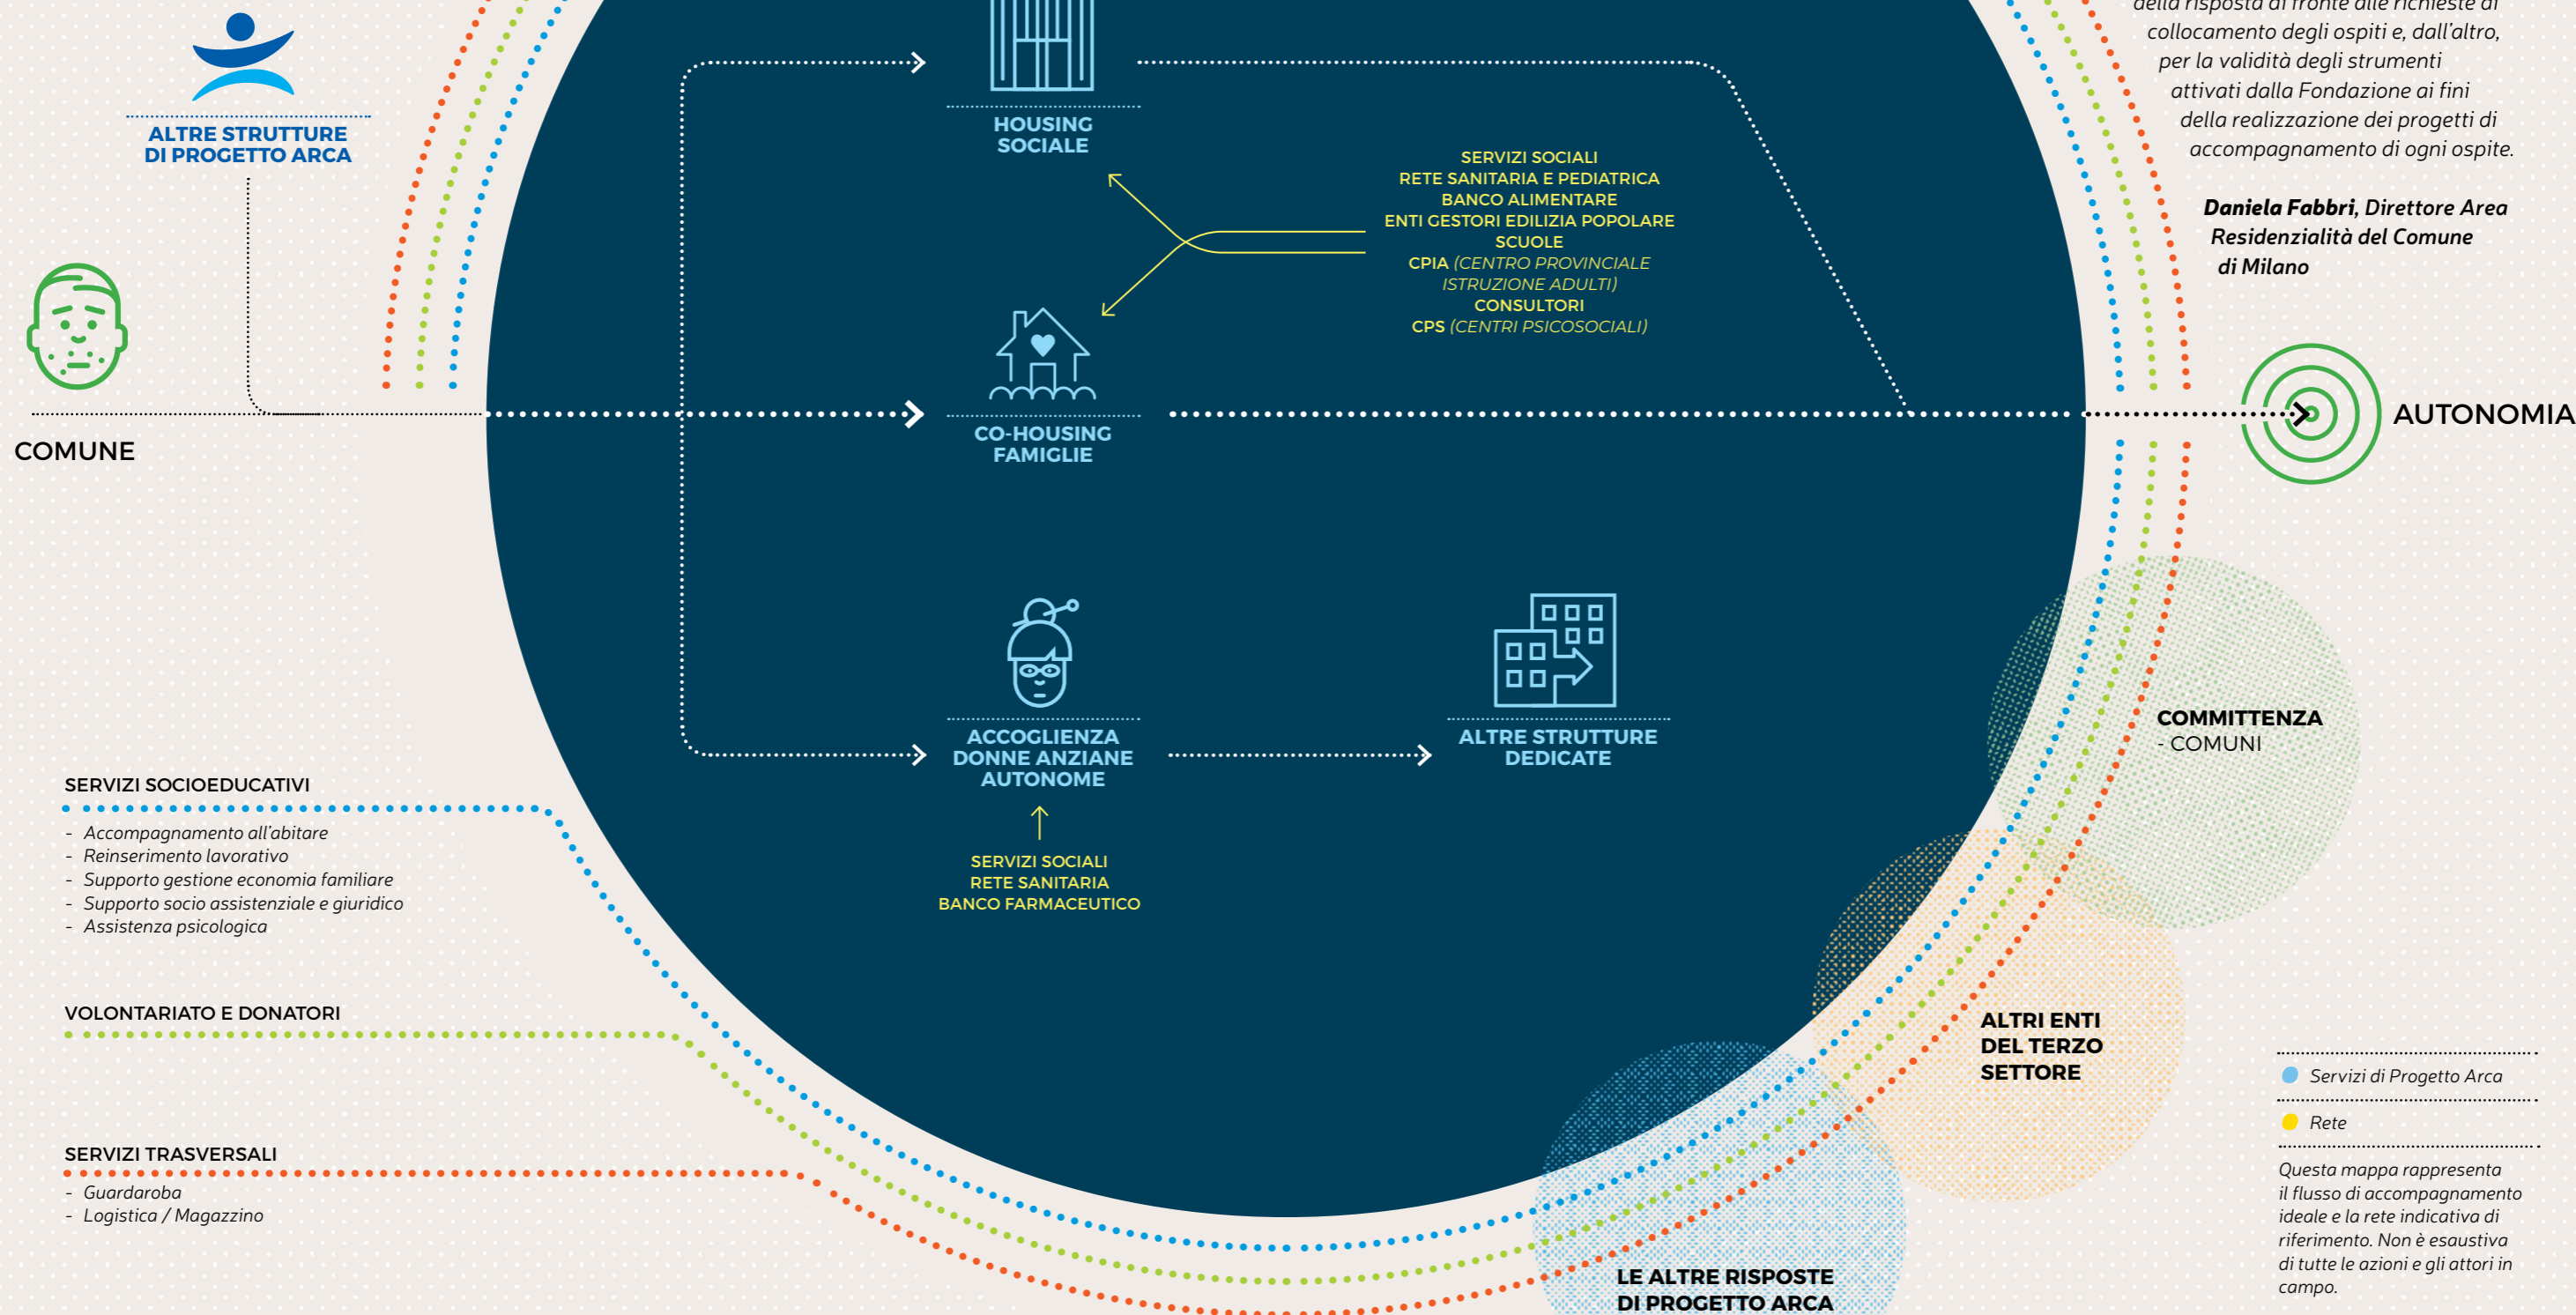 della risposta di fronte alle richieste di
collocamento degli ospiti e, dall'altro,
per la validità degli strumenti
attivati dalla Fondazione ai fini
della realizzazione dei progetti di
accompagnamento di ogni ospite.
Daniela Fabbri, Direttore Area
Residenzialità del Comune
di Milano
ALTRE STRUTTURE
DI PROGETTO ARCA
COMUNE
HOUSING
SOCIALE
SERVIZI SOCIALI
RETE SANITARIA E PEDIATRICA
BANCO ALIMENTARE
ENTI GESTORI EDILIZIA POPOLARE
SCUOLE
CPIA (CENTRO PROVINCIALE
ISTRUZIONE ADULTI)
CONSULTORI
CPS (CENTRI PSICOSOCIALI)
CO-HOUSING
FAMIGLIE
AUTONOMIA
ACCOGLIENZA
DONNE ANZIANE
AUTONOME
ALTRE STRUTTURE
DEDICATE
SERVIZI SOCIALI
RETE SANITARIA
BANCO FARMACEUTICO
SERVIZI SOCIOEDUCATIVI
- Accompagnamento all'abitare
- Reinserimento lavorativo
- Supporto gestione economia familiare
- Supporto socio assistenziale e giuridico
- Assistenza psicologica
VOLONTARIATO E DONATORI
SERVIZI TRASVERSALI
- Guardaroba
- Logistica / Magazzino
COMMITTENZA
- COMUNI
ALTRI ENTI
DEL TERZO
SETTORE
LE ALTRE RISPOSTE
DI PROGETTO ARCA
Servizi di Progetto Arca
Rete
Questa mappa rappresenta
il flusso di accompagnamento
ideale e la rete indicativa di
riferimento. Non è esaustiva
di tutte le azioni e gli attori in
campo.